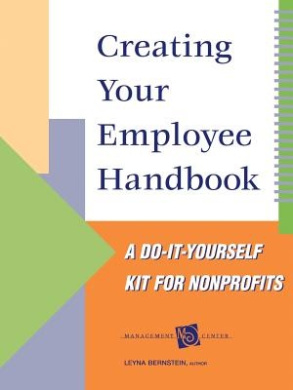 Creating
Your
Employee
Handbook
A DO-IT-YOURSELF
KIT FOR NONPROFITS
MANAGEMENT CENTER
LEYNA BERNSTEIN, AUTHOR